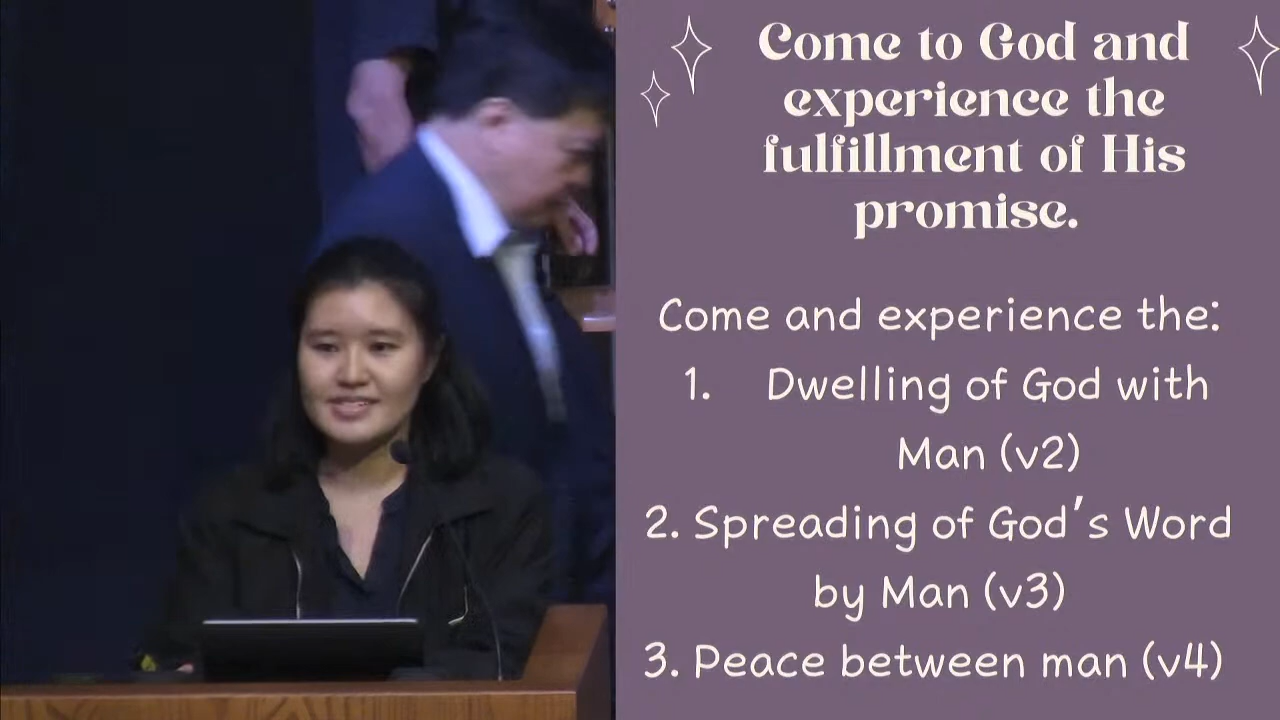 Come to God and
experience the
fulfillment of His
promise.
Come and experience the:
1. Dwelling of God with
Man (v2)
2. Spreading of God's Word
by Man (v3)
3. Peace between man (v4)